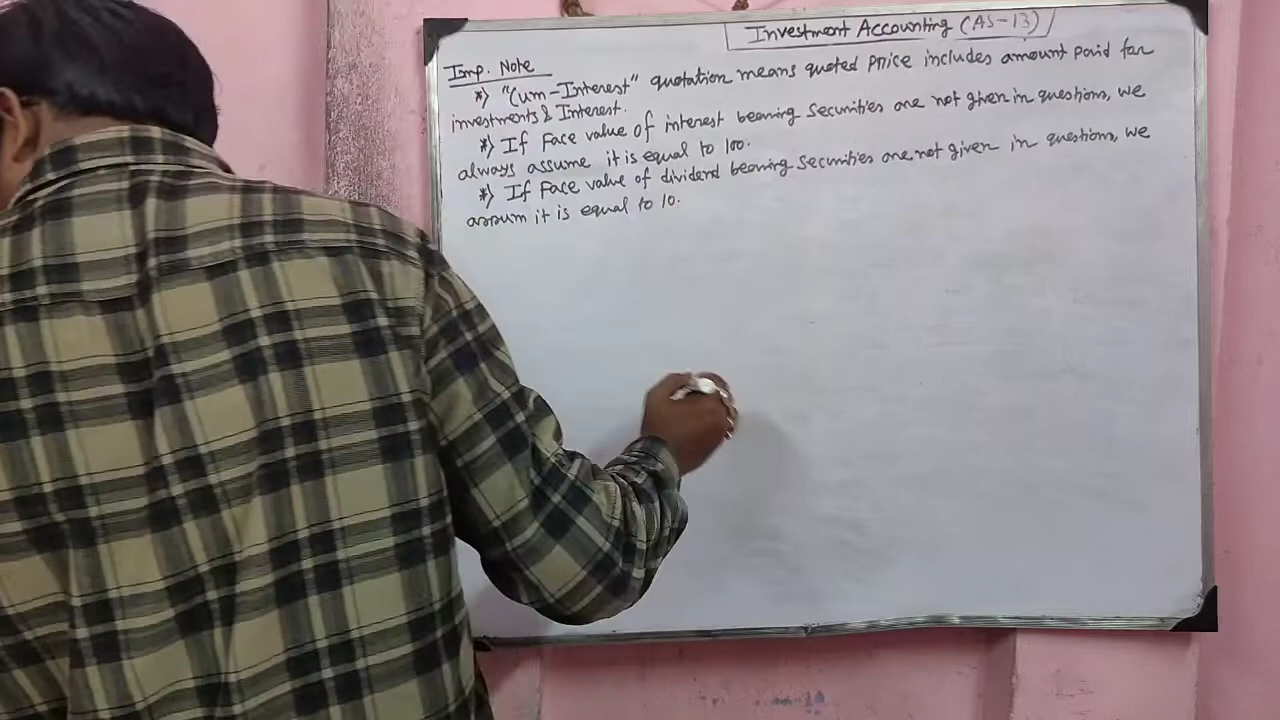 Investment Accounting (AS-13)
Imp. Note
*) "Cum-Interest" quotation means quoted price includes amount paid for
investments & Interest.
*) If Face value of interest bearing securities are not given in questions, we
always assume it is equal to 100.
*) If Face value of dividend bearing securities are not given in questions, we
assum it is equal to 10.